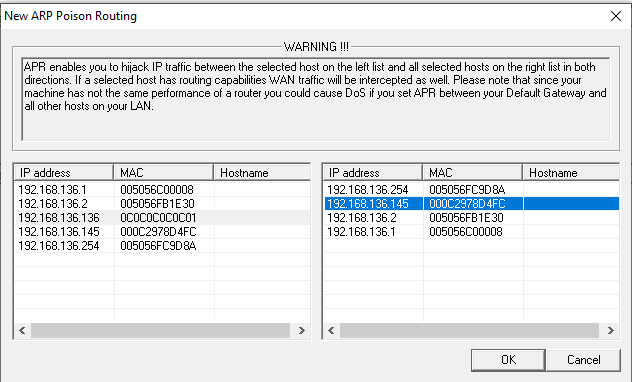 New ARP Poison Routing
WARNING !!!
APR enables you to hijack IP traffic between the selected host on the left list and all selected hosts on the right list in both
directions. If a selected host has routing capabilities WAN traffic will be intercepted as well. Please note that since your
machine has not the same performance of a router you could cause DoS if you set APR between your Default Gateway and
all other hosts on your LAN.
IP address MAC Hostname
192.168.136.1 005056C00008
192.168.136.2 005056FB1E30
192.168.136.136 0C0C0C0C0C01
192.168.136.145 000C2978D4FC
192.168.136.254 005056FC9D8A
IP address MAC Hostname
192.168.136.254 005056FC9D8A
192.168.136.145 000C2978D4FC
192.168.136.2 005056FB1E30
192.168.136.1 005056C00008
OK Cancel